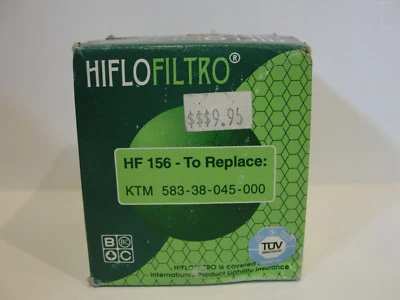 HIFLOFILTRO®
$$$9.95
HF 156 - To Replace:
KTM 583-38-045-000
B
C
TÜV
HIFLOFILTRO is covered
International Product Liability Insurance